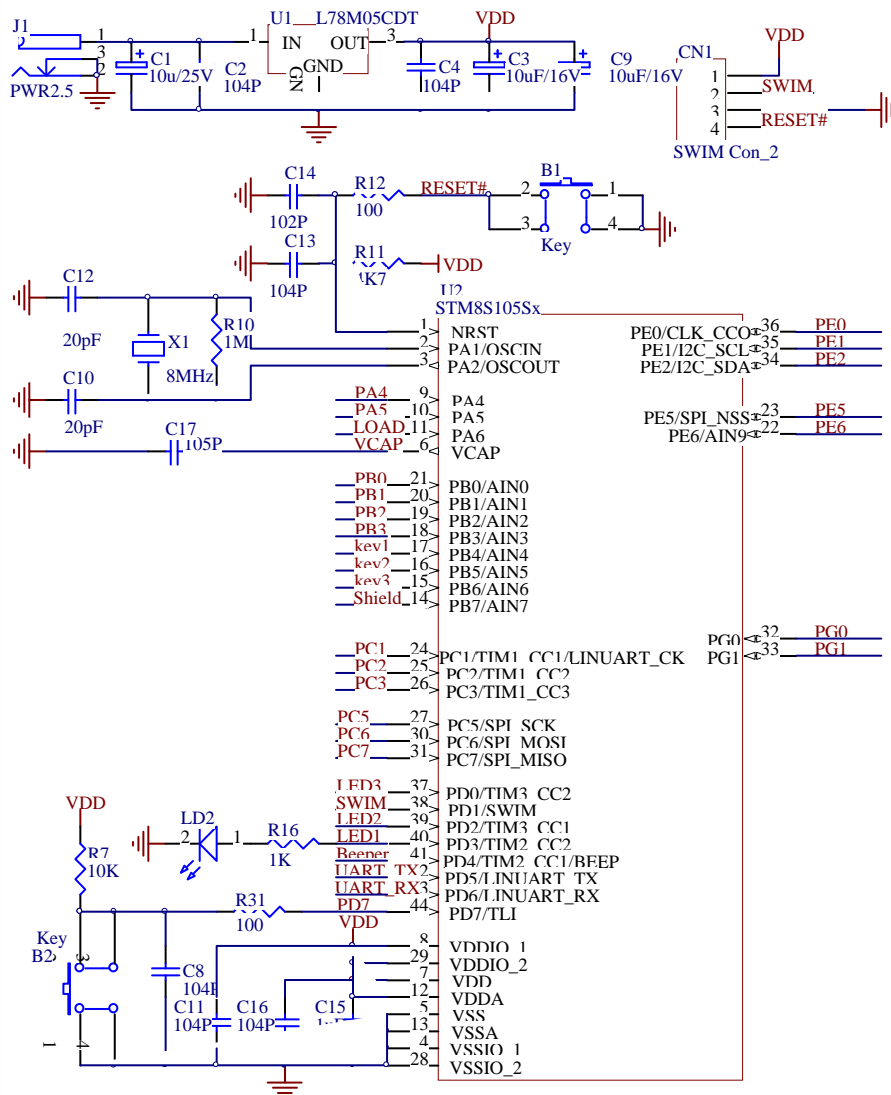 J1
U1 L78M05CDT
VDD
1
3
2
PWR2.5
C1
10u/25V
C2
104P
1 IN OUT 3
GND
GN
C4
104P
C3
10uF/16V
C9
10uF/16V
CN1
VDD
1
2 SWIM
3
4 RESET#
SWIM Con_2
C14
102P
R12
100
RESET#
B1
2 1
3 4
Key
C13
104P
R11
VDD
C12
20pF
X1
8MHz
R10
1M
C10
20pF
C17
105P
U2
STM8S105Sx
1 NRST
2 PA1/OSCIN
3 PA2/OSCOUT
PA4 9 PA4
PA5 10 PA5
LOAD 11 PA6
VCAP 6 VCAP
PB0 21 PB0/AIN0
PB1 20 PB1/AIN1
PB2 19 PB2/AIN2
PB3 18 PB3/AIN3
key1 17 PB4/AIN4
key2 16 PB5/AIN5
key3 15 PB6/AIN6
Shield 14 PB7/AIN7
PC1 24 PC1/TIM1_CC1/LINUART_CK
PC2 25 PC2/TIM1_CC2
PC3 26 PC3/TIM1_CC3
PC5 27 PC5/SPI_SCK
PC6 30 PC6/SPI_MOSI
PC7 31 PC7/SPI_MISO
LED3 37 PD0/TIM3_CC2
SWIM 38 PD1/SWIM
LED2 39 PD2/TIM3_CC1
LED1 40 PD3/TIM2_CC2
Beeper 41 PD4/TIM2_CC1/BEEP
UART_TX 2 PD5/LINUART_TX
UART_RX 3 PD6/LINUART_RX
PD7 44 PD7/TLI
8 VDDIO_1
29 VDDIO_2
7 VDD
12 VDDA
5 VSS
13 VSSA
4 VSSIO_1
28 VSSIO_2
PE0/CLK_CCO 36 PE0
PE1/I2C_SCL 35 PE1
PE2/I2C_SDA 34 PE2
PE5/SPI_NSS 23 PE5
PE6/AIN9 22 PE6
PG0 32 PG0
PG1 33 PG1
VDD
R7
10K
LD2
2 1
R16
1K
R31
100
VDD
Key
B2
3
1 4
C8
C11
104P
C16
104P
C15